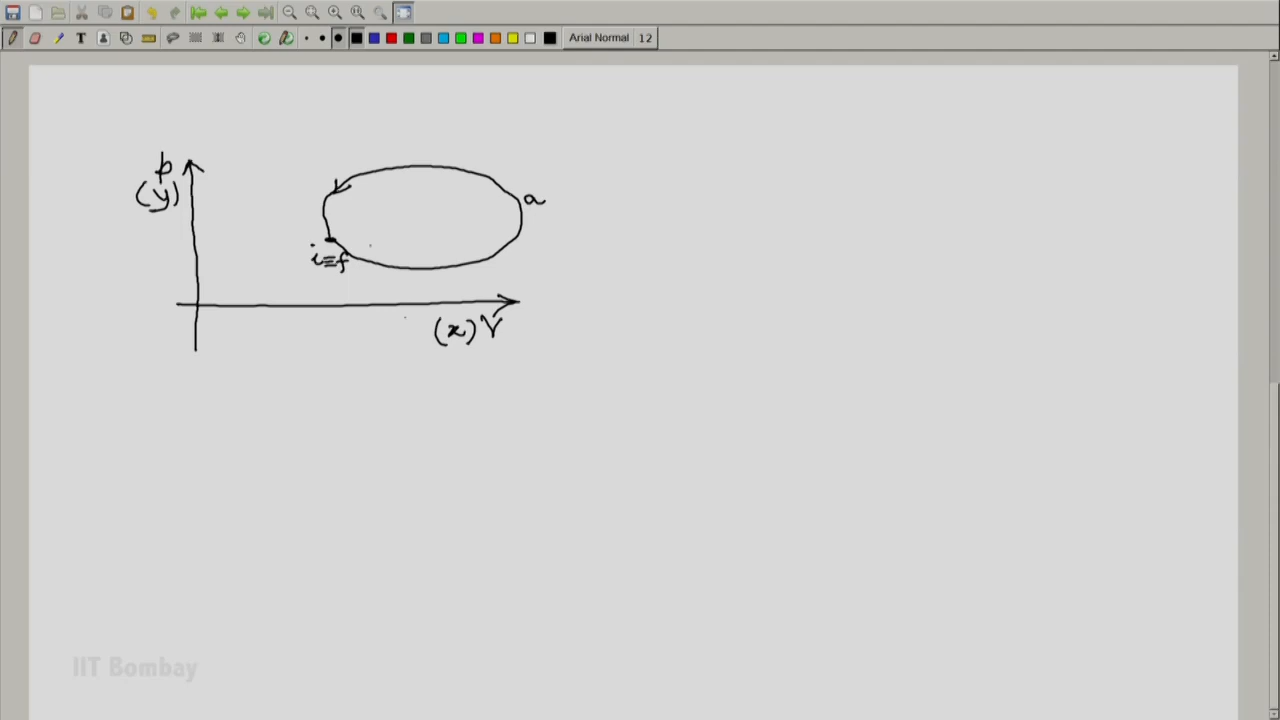 Arial Normal 12
p
(y)
a
i≡f
(x) V
IIT Bombay